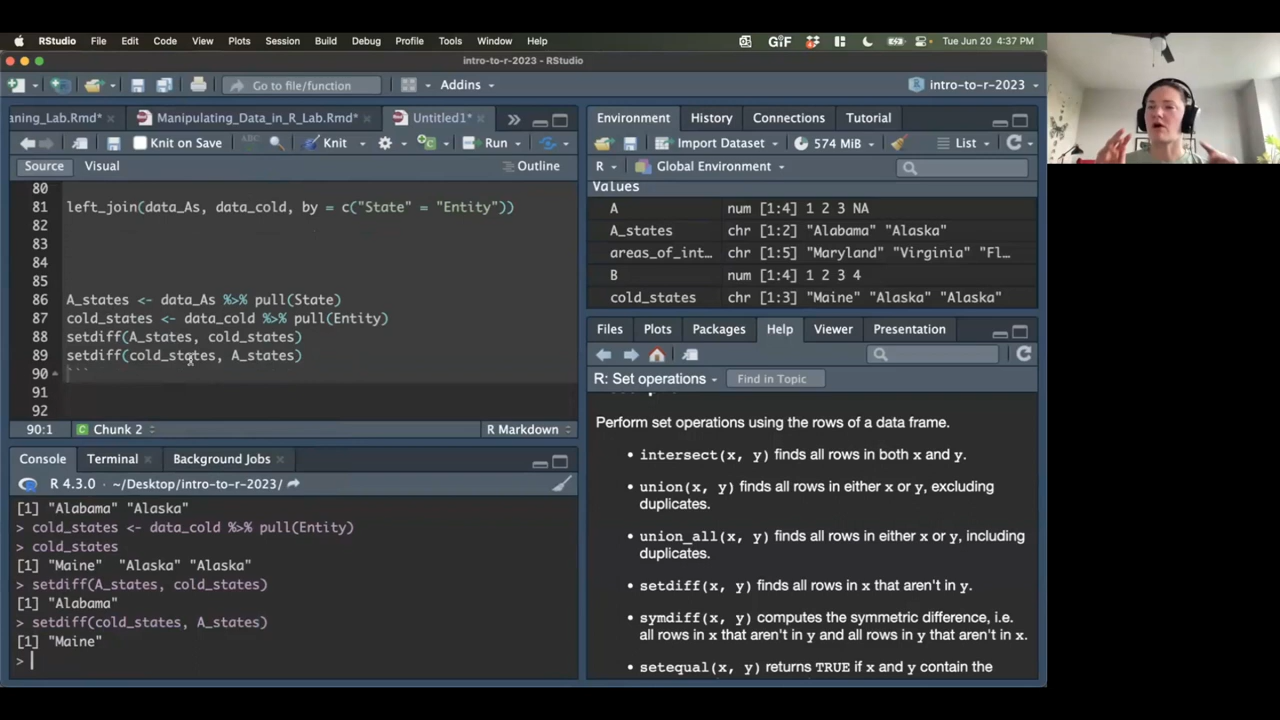 RStudio File Edit Code View Plots Session Build Debug Profile Tools Window Help GIF Tue Jun 20 4:37 PM
intro-to-r-2023 - RStudio
Go to file/function Addins intro-to-r-2023
aning_Lab.Rmd* Manipulating_Data_in_R_Lab.Rmd* Untitled1*
Knit on Save ABC Knit Run
Source Visual Outline
80
81 left_join(data_As, data_cold, by = c("State" = "Entity"))
82
83
84
85
86 A_states <- data_As %>% pull(State)
87 cold_states <- data_cold %>% pull(Entity)
88 setdiff(A_states, cold_states)
89 setdiff(cold_states, A_states)
90 ```
91
92
90:1 Chunk 2 R Markdown
Console Terminal Background Jobs
R 4.3.0 · ~/Desktop/intro-to-r-2023/
[1] "Alabama" "Alaska"
> cold_states <- data_cold %>% pull(Entity)
> cold_states
[1] "Maine"  "Alaska" "Alaska"
> setdiff(A_states, cold_states)
[1] "Alabama"
> setdiff(cold_states, A_states)
[1] "Maine"
>
Environment History Connections Tutorial
Import Dataset 574 MiB List
R Global Environment
Values
A num [1:4] 1 2 3 NA
A_states chr [1:2] "Alabama" "Alaska"
areas_of_int… chr [1:5] "Maryland" "Virginia" "Fl…
B num [1:4] 1 2 3 4
cold_states chr [1:3] "Maine" "Alaska" "Alaska"
Files Plots Packages Help Viewer Presentation
R: Set operations Find in Topic
Perform set operations using the rows of a data frame.
• intersect(x, y) finds all rows in both x and y.
• union(x, y) finds all rows in either x or y, excluding
duplicates.
• union_all(x, y) finds all rows in either x or y, including
duplicates.
• setdiff(x, y) finds all rows in x that aren't in y.
• symdiff(x, y) computes the symmetric difference, i.e.
all rows in x that aren't in y and all rows in y that aren't in x.
• setequal(x, y) returns TRUE if x and y contain the